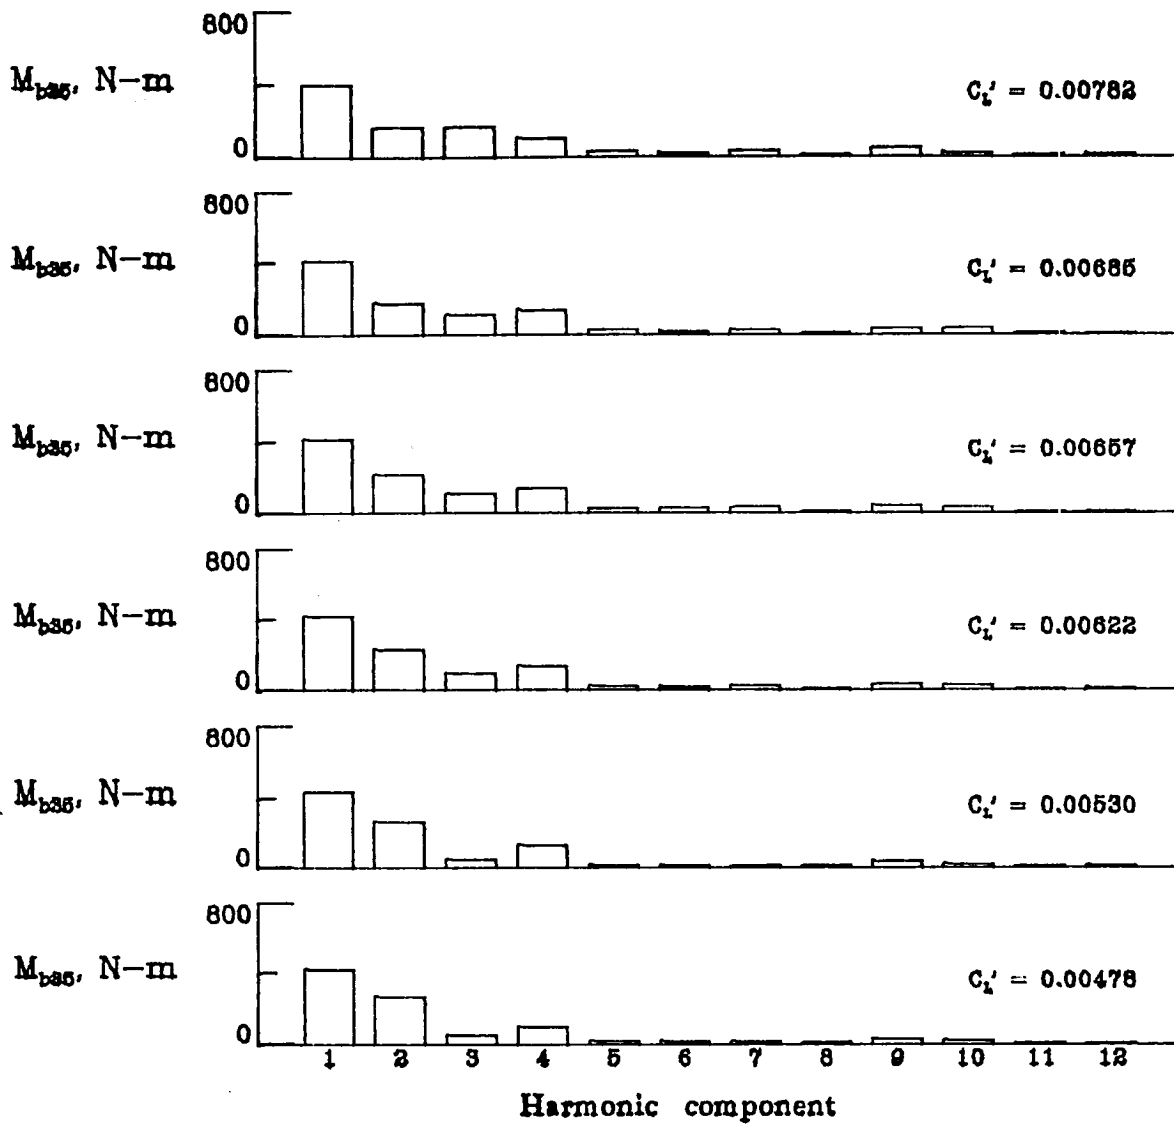 800
M_b35, N-m
C_L' = 0.00782
0
800
M_b35, N-m
C_L' = 0.00685
0
800
M_b35, N-m
C_L' = 0.00657
0
800
M_b35, N-m
C_L' = 0.00622
0
800
M_b35, N-m
C_L' = 0.00530
0
800
M_b35, N-m
C_L' = 0.00478
0
1 2 3 4 5 6 7 8 9 10 11 12
Harmonic component